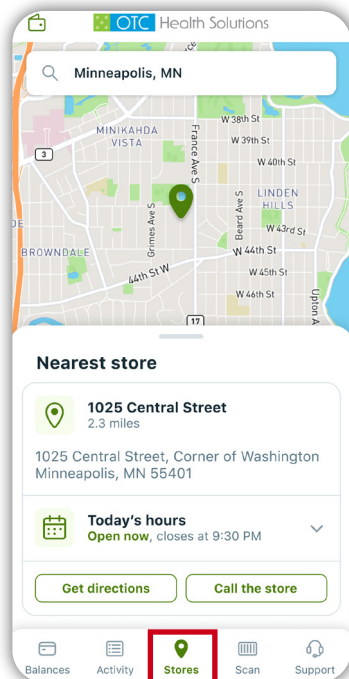 OTC Health Solutions
Minneapolis, MN
W 38th St
MINIKAHDA
VISTA
France Ave S
W 39th St
3
W 40th St
LINDEN
HILLS
Grimes Ave S
Beard Ave S
W 43rd St
BROWNDALE
W 44th St
44th St W
W 45th St
W 46th St
Upton A
17
Nearest store
1025 Central Street
2.3 miles
1025 Central Street, Corner of Washington
Minneapolis, MN 55401
Today's hours
Open now, closes at 9:30 PM
Get directions
Call the store
Balances
Activity
Stores
Scan
Support